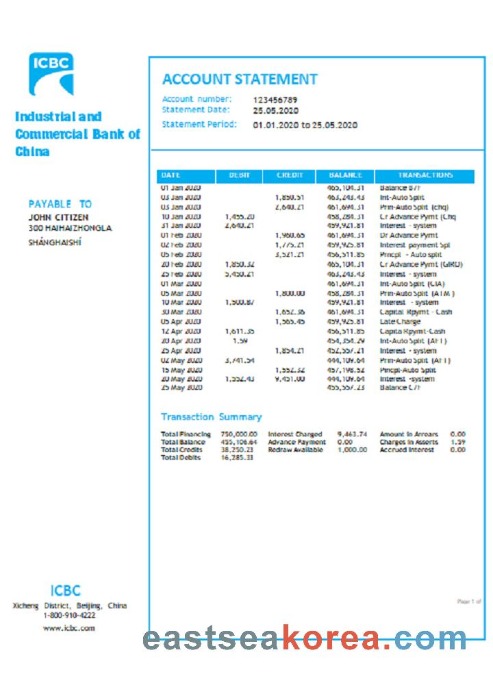 ICBC
Industrial and
Commercial Bank of
China
PAYABLE TO
JOHN CITIZEN
300 HAIHAIZHONGLA
SHÀNGHAISHÍ
ACCOUNT STATEMENT
Account number: 123456789
Statement Date: 25.05.2020
Statement Period: 01.01.2020 to 25.05.2020
DATE DEBIT CREDIT BALANCE TRANSACTIONS
01 Jan 2020 465,104.31 Balance B/F
03 Jan 2020 1,850.51 463,243.43 Int-Auto Split
03 Jan 2020 2,640.21 461,694.31 Prin-Auto Split (chq)
10 Jan 2020 1,455.20 458,284.31 Cr Advance Pymt (Chq
31 Jan 2020 2,640.21 459,921.81 Interest - system
01 Feb 2020 1,960.65 461,694.31 Dr Advance Pymt
02 Feb 2020 1,775.21 459,925.81 Interest payment Spl
05 Feb 2020 3,521.21 456,511.85 Princpl - Auto split
20 Feb 2020 1,850.32 465,104.31 Cr Advance Pymt (GIRO)
25 Feb 2020 5,450.21 463,243.43 Interest - system
01 Mar 2020 461,694.31 Int-Auto Split (CIA)
05 Mar 2020 1,800.00 458,284.31 Prin-Auto Split (ATM )
10 Mar 2020 1,500.87 459,921.81 Interest - system
30 Mar 2020 1,652.36 461,694.31 Capital Rpymt - Cash
05 Apr 2020 1,565.45 459,925.81 Late Charge
12 Apr 2020 1,611.35 456,511.85 Capita Rpymt-Cash
20 Apr 2020 1.59 454,354.29 Int-Auto Split (AFT)
25 Apr 2020 1,854.21 452,557.21 Interest - system
02 May 2020 3,741.54 444,109.64 Prin-Auto Split (AFT)
15 May 2020 1,552.32 457,198.52 Princpl-Auto Split
20 May 2020 1,552.43 9,451.00 444,109.64 Interest -system
25 May 2020 455,557.23 Balance C/F
Transaction Summary
Total Financing 750,000.00 Interest Charged 9,463.74 Amount In Arrears 0.00
Total Balance 455,106.64 Advance Payment 0.00 Charges In Asserts 1.59
Total Credits 38,250.23 Redraw Available 1,000.00 Accrued Interest 0.00
Total Debits 16,285.33
ICBC
Xicheng District, Beijing, China
1-800-910-4222
www.icbc.com
Page 1 of
eastseakorea.com